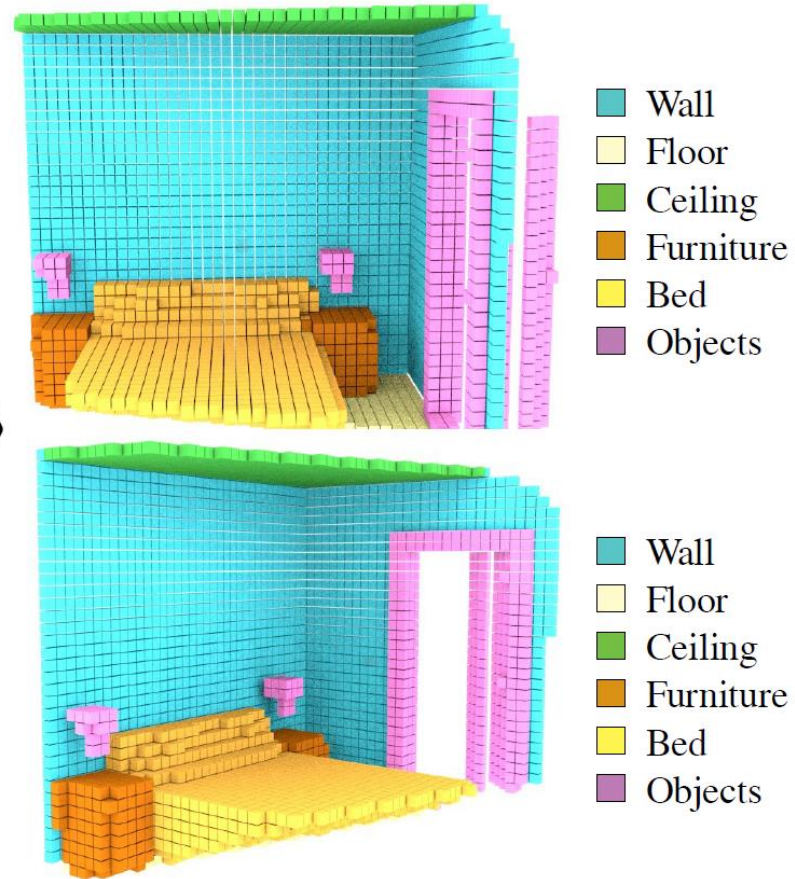 Wall
Floor
Ceiling
Furniture
Bed
Objects
Wall
Floor
Ceiling
Furniture
Bed
Objects